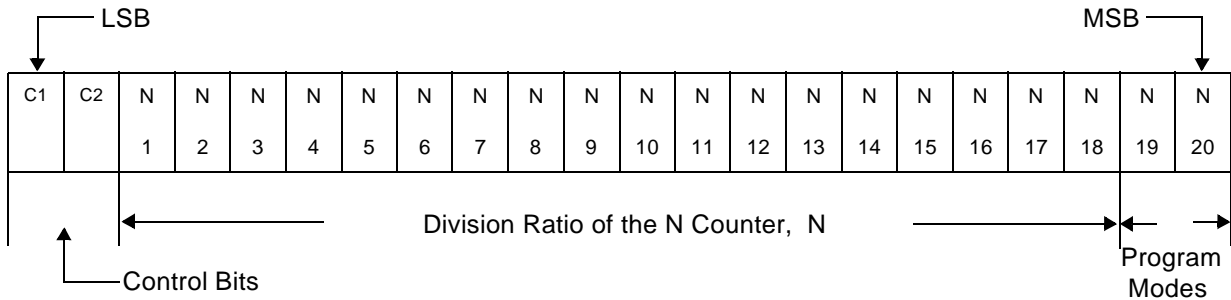 LSB MSB
C1 C2 N N N N N N N N N N N N N N N N N N N N
1 2 3 4 5 6 7 8 9 10 11 12 13 14 15 16 17 18 19 20
Division Ratio of the N Counter, N
Program
Modes
Control Bits